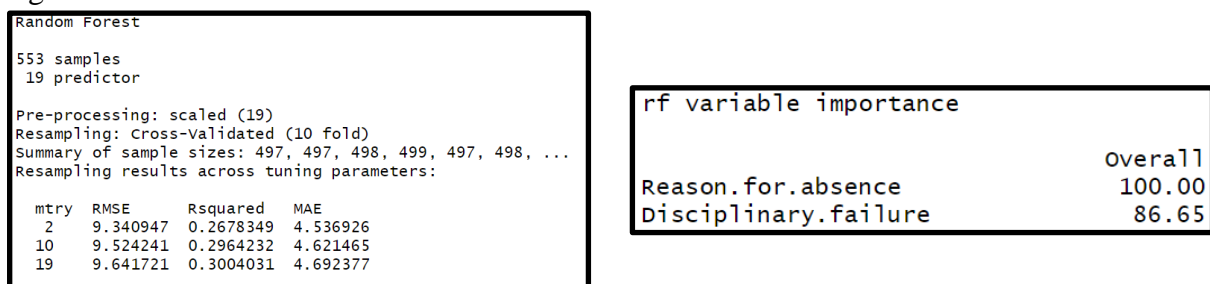 Random Forest
553 samples
19 predictor
Pre-processing: scaled (19)
Resampling: Cross-Validated (10 fold)
Summary of sample sizes: 497, 497, 498, 499, 497, 498, ...
Resampling results across tuning parameters:
mtry RMSE Rsquared MAE
2 9.340947 0.2678349 4.536926
10 9.524241 0.2964232 4.621465
19 9.641721 0.3004031 4.692377
rf variable importance
Overall
Reason.for.absence 100.00
Disciplinary.failure 86.65